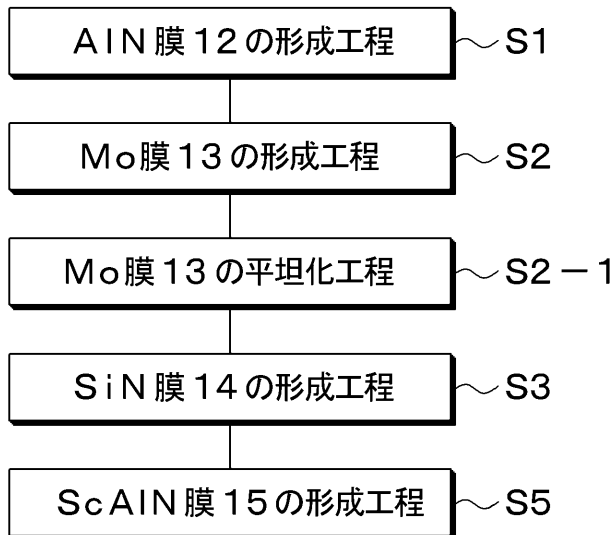 AlN膜12の形成工程 S1
Mo膜13の形成工程 S2
Mo膜13の平坦化工程 S2－1
SiN膜14の形成工程 S3
ScAlN膜15の形成工程 S5